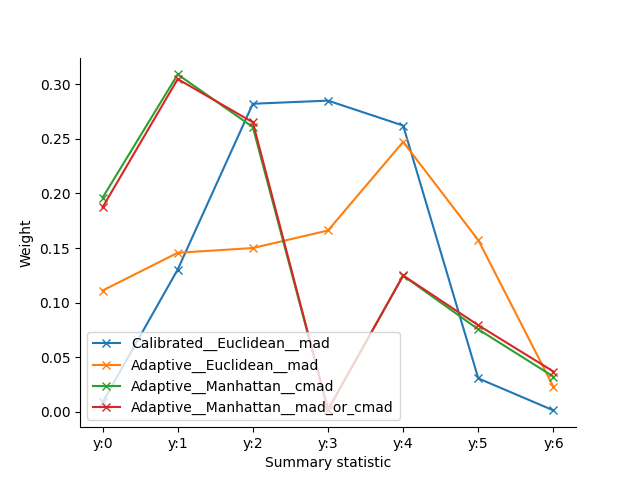 0.30
0.25
0.20
0.15
0.10
0.05
0.00
Weight
Calibrated__Euclidean__mad
Adaptive__Euclidean__mad
Adaptive__Manhattan__cmad
Adaptive__Manhattan__mad_or_cmad
y:0 y:1 y:2 y:3 y:4 y:5 y:6
Summary statistic